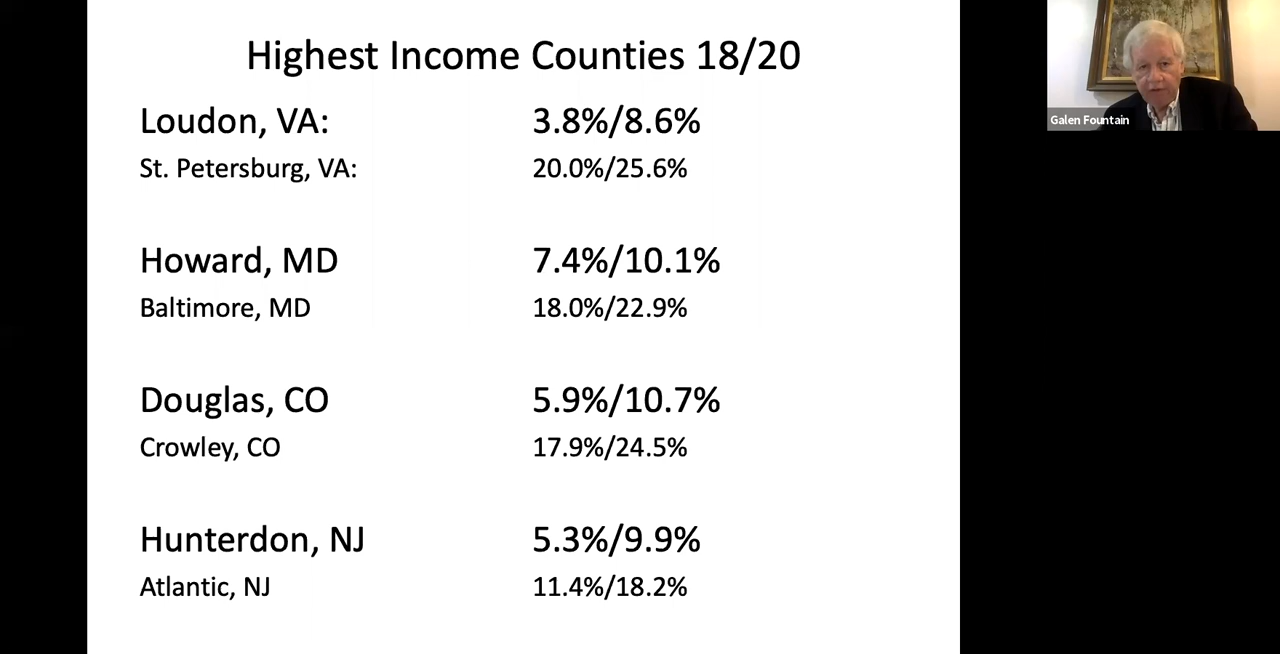 Highest Income Counties 18/20
Loudon, VA: 3.8%/8.6%
St. Petersburg, VA: 20.0%/25.6%
Howard, MD 7.4%/10.1%
Baltimore, MD 18.0%/22.9%
Douglas, CO 5.9%/10.7%
Crowley, CO 17.9%/24.5%
Hunterdon, NJ 5.3%/9.9%
Atlantic, NJ 11.4%/18.2%
Galen Fountain